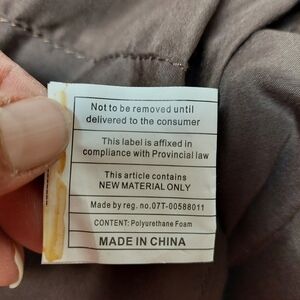 Not to be removed until
delivered to the consumer
This label is affixed in
compliance with Provincial law
This article contains
NEW MATERIAL ONLY
Made by reg. no.07T-00588011
CONTENT: Polyurethane Foam
MADE IN CHINA